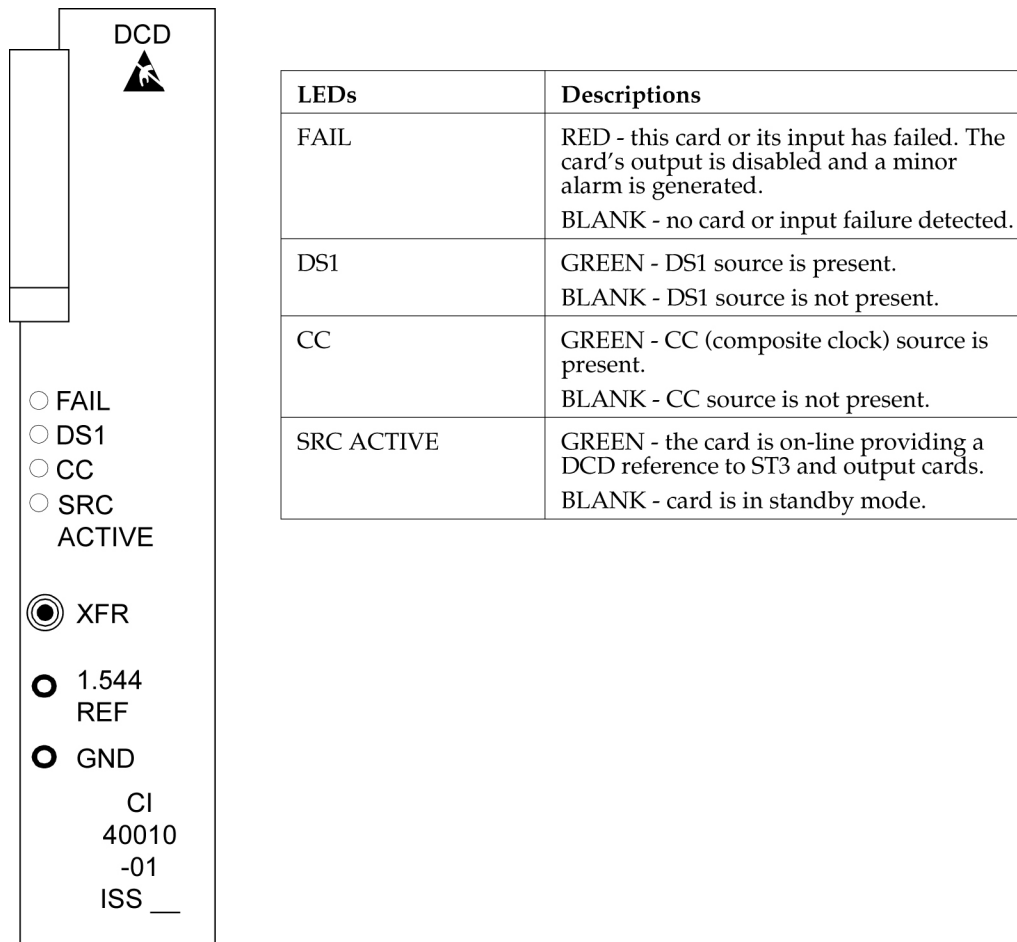 DCD
FAIL
DS1
CC
SRC
ACTIVE
XFR
1.544
REF
GND
CI
40010
-01
ISS __
LEDs Descriptions
FAIL RED - this card or its input has failed. The
card's output is disabled and a minor
alarm is generated.
BLANK - no card or input failure detected.
DS1 GREEN - DS1 source is present.
BLANK - DS1 source is not present.
CC GREEN - CC (composite clock) source is
present.
BLANK - CC source is not present.
SRC ACTIVE GREEN - the card is on-line providing a
DCD reference to ST3 and output cards.
BLANK - card is in standby mode.